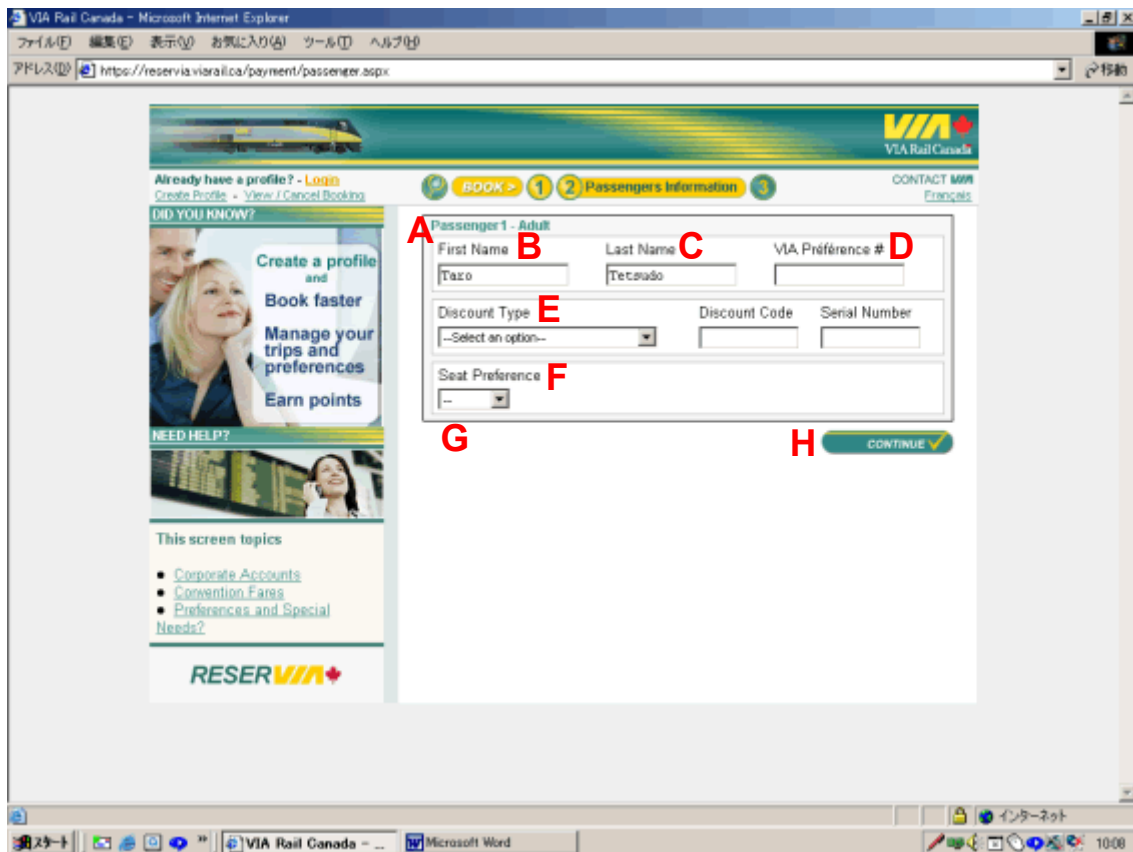 VIA Rail Canada - Microsoft Internet Explorer
ファイル(F) 編集(E) 表示(V) お気に入り(A) ツール(T) ヘルプ(H)
アドレス(D) https://reservia.viarail.ca/payment/passenger.aspx 移動
VIA Rail Canada
Already have a profile? - Login
Create Profile - View / Cancel Booking
BOOK > 1 2 Passengers Information 3
CONTACT
Français
DID YOU KNOW?
Create a profile
and
Book faster
Manage your
trips and
preferences
Earn points
A Passenger1 - Adult
First Name B Last Name C VIA Préférence # D
Taro Tetsudo
Discount Type E Discount Code Serial Number
--Select an option--
Seat Preference F
--
G H CONTINUE
NEED HELP?
This screen topics
• Corporate Accounts
• Convention Fares
• Preferences and Special
Needs?
RESERVIA
インターネット
スタート VIA Rail Canada - ... Microsoft Word 10:08